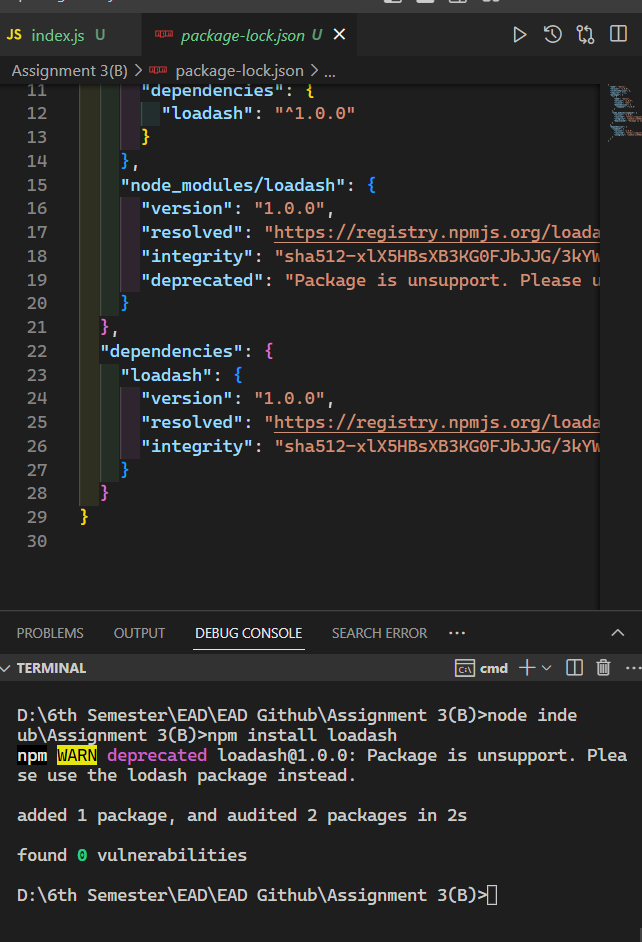 JS index.js U package-lock.json U
Assignment 3(B) > package-lock.json > ...
11 "dependencies": {
12 "loadash": "^1.0.0"
13 }
14 },
15 "node_modules/loadash": {
16 "version": "1.0.0",
17 "resolved": "https://registry.npmjs.org/loada
18 "integrity": "sha512-xlX5HBsXB3KG0FJbJJG/3kYW
19 "deprecated": "Package is unsupport. Please u
20 }
21 },
22 "dependencies": {
23 "loadash": {
24 "version": "1.0.0",
25 "resolved": "https://registry.npmjs.org/loada
26 "integrity": "sha512-xlX5HBsXB3KG0FJbJJG/3kYW
27 }
28 }
29 }
30
PROBLEMS OUTPUT DEBUG CONSOLE SEARCH ERROR ...
TERMINAL cmd
D:\6th Semester\EAD\EAD Github\Assignment 3(B)>node inde
ub\Assignment 3(B)>npm install loadash
npm WARN deprecated loadash@1.0.0: Package is unsupport. Plea
se use the lodash package instead.
added 1 package, and audited 2 packages in 2s
found 0 vulnerabilities
D:\6th Semester\EAD\EAD Github\Assignment 3(B)>